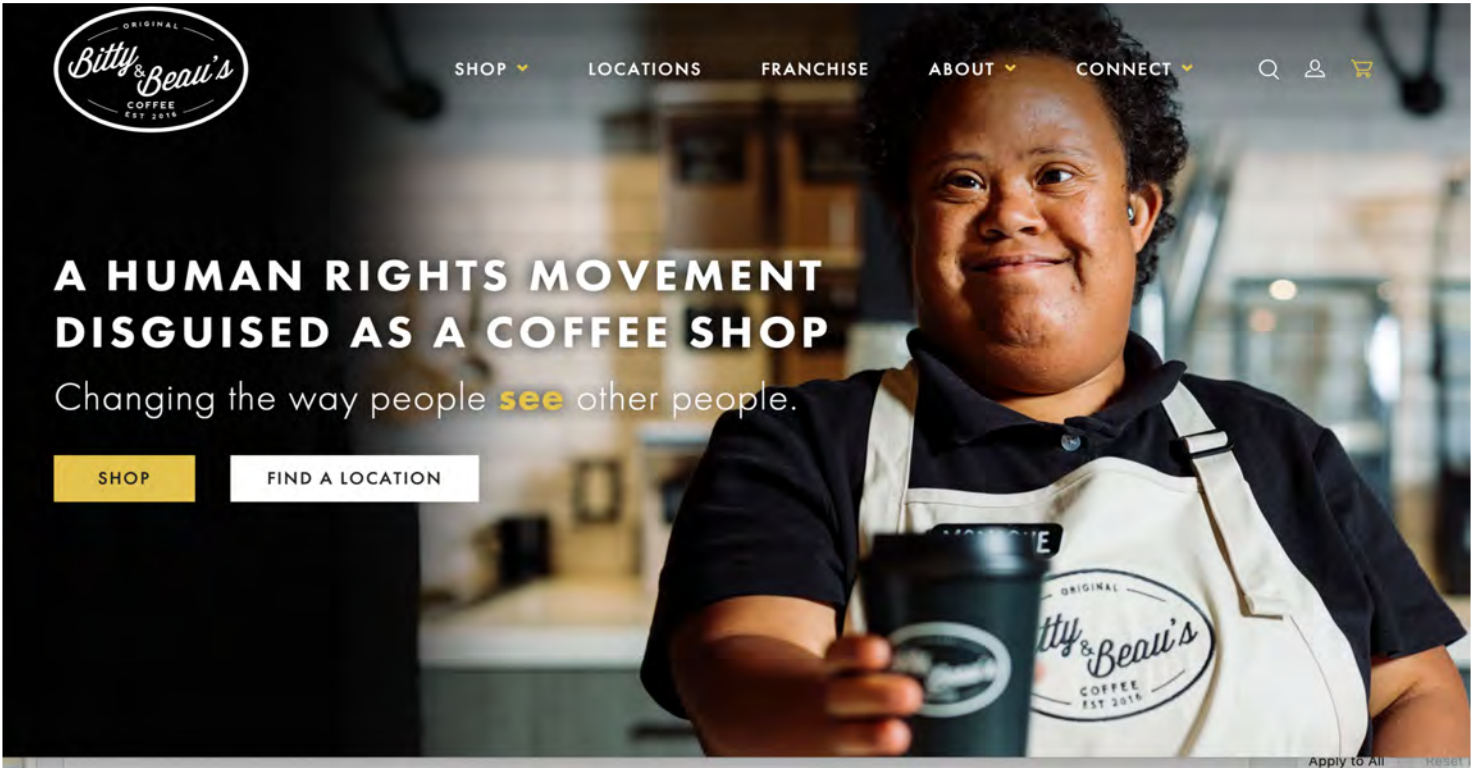 ORIGINAL
Bitty
&
Beau's
COFFEE
EST 2016
SHOP
LOCATIONS
FRANCHISE
ABOUT
CONNECT
A HUMAN RIGHTS MOVEMENT
DISGUISED AS A COFFEE SHOP
Changing the way people see other people.
SHOP
FIND A LOCATION
ORIGINAL
&
Beau's
COFFEE
EST 2016
Apply to All
Reset